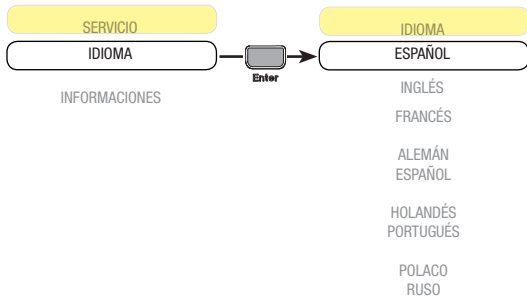 SERVICIO
IDIOMA
INFORMACIONES
Enter
IDIOMA
ESPAÑOL
INGLÉS
FRANCÉS
ALEMÁN
ESPAÑOL
HOLANDÉS
PORTUGUÉS
POLACO
RUSO